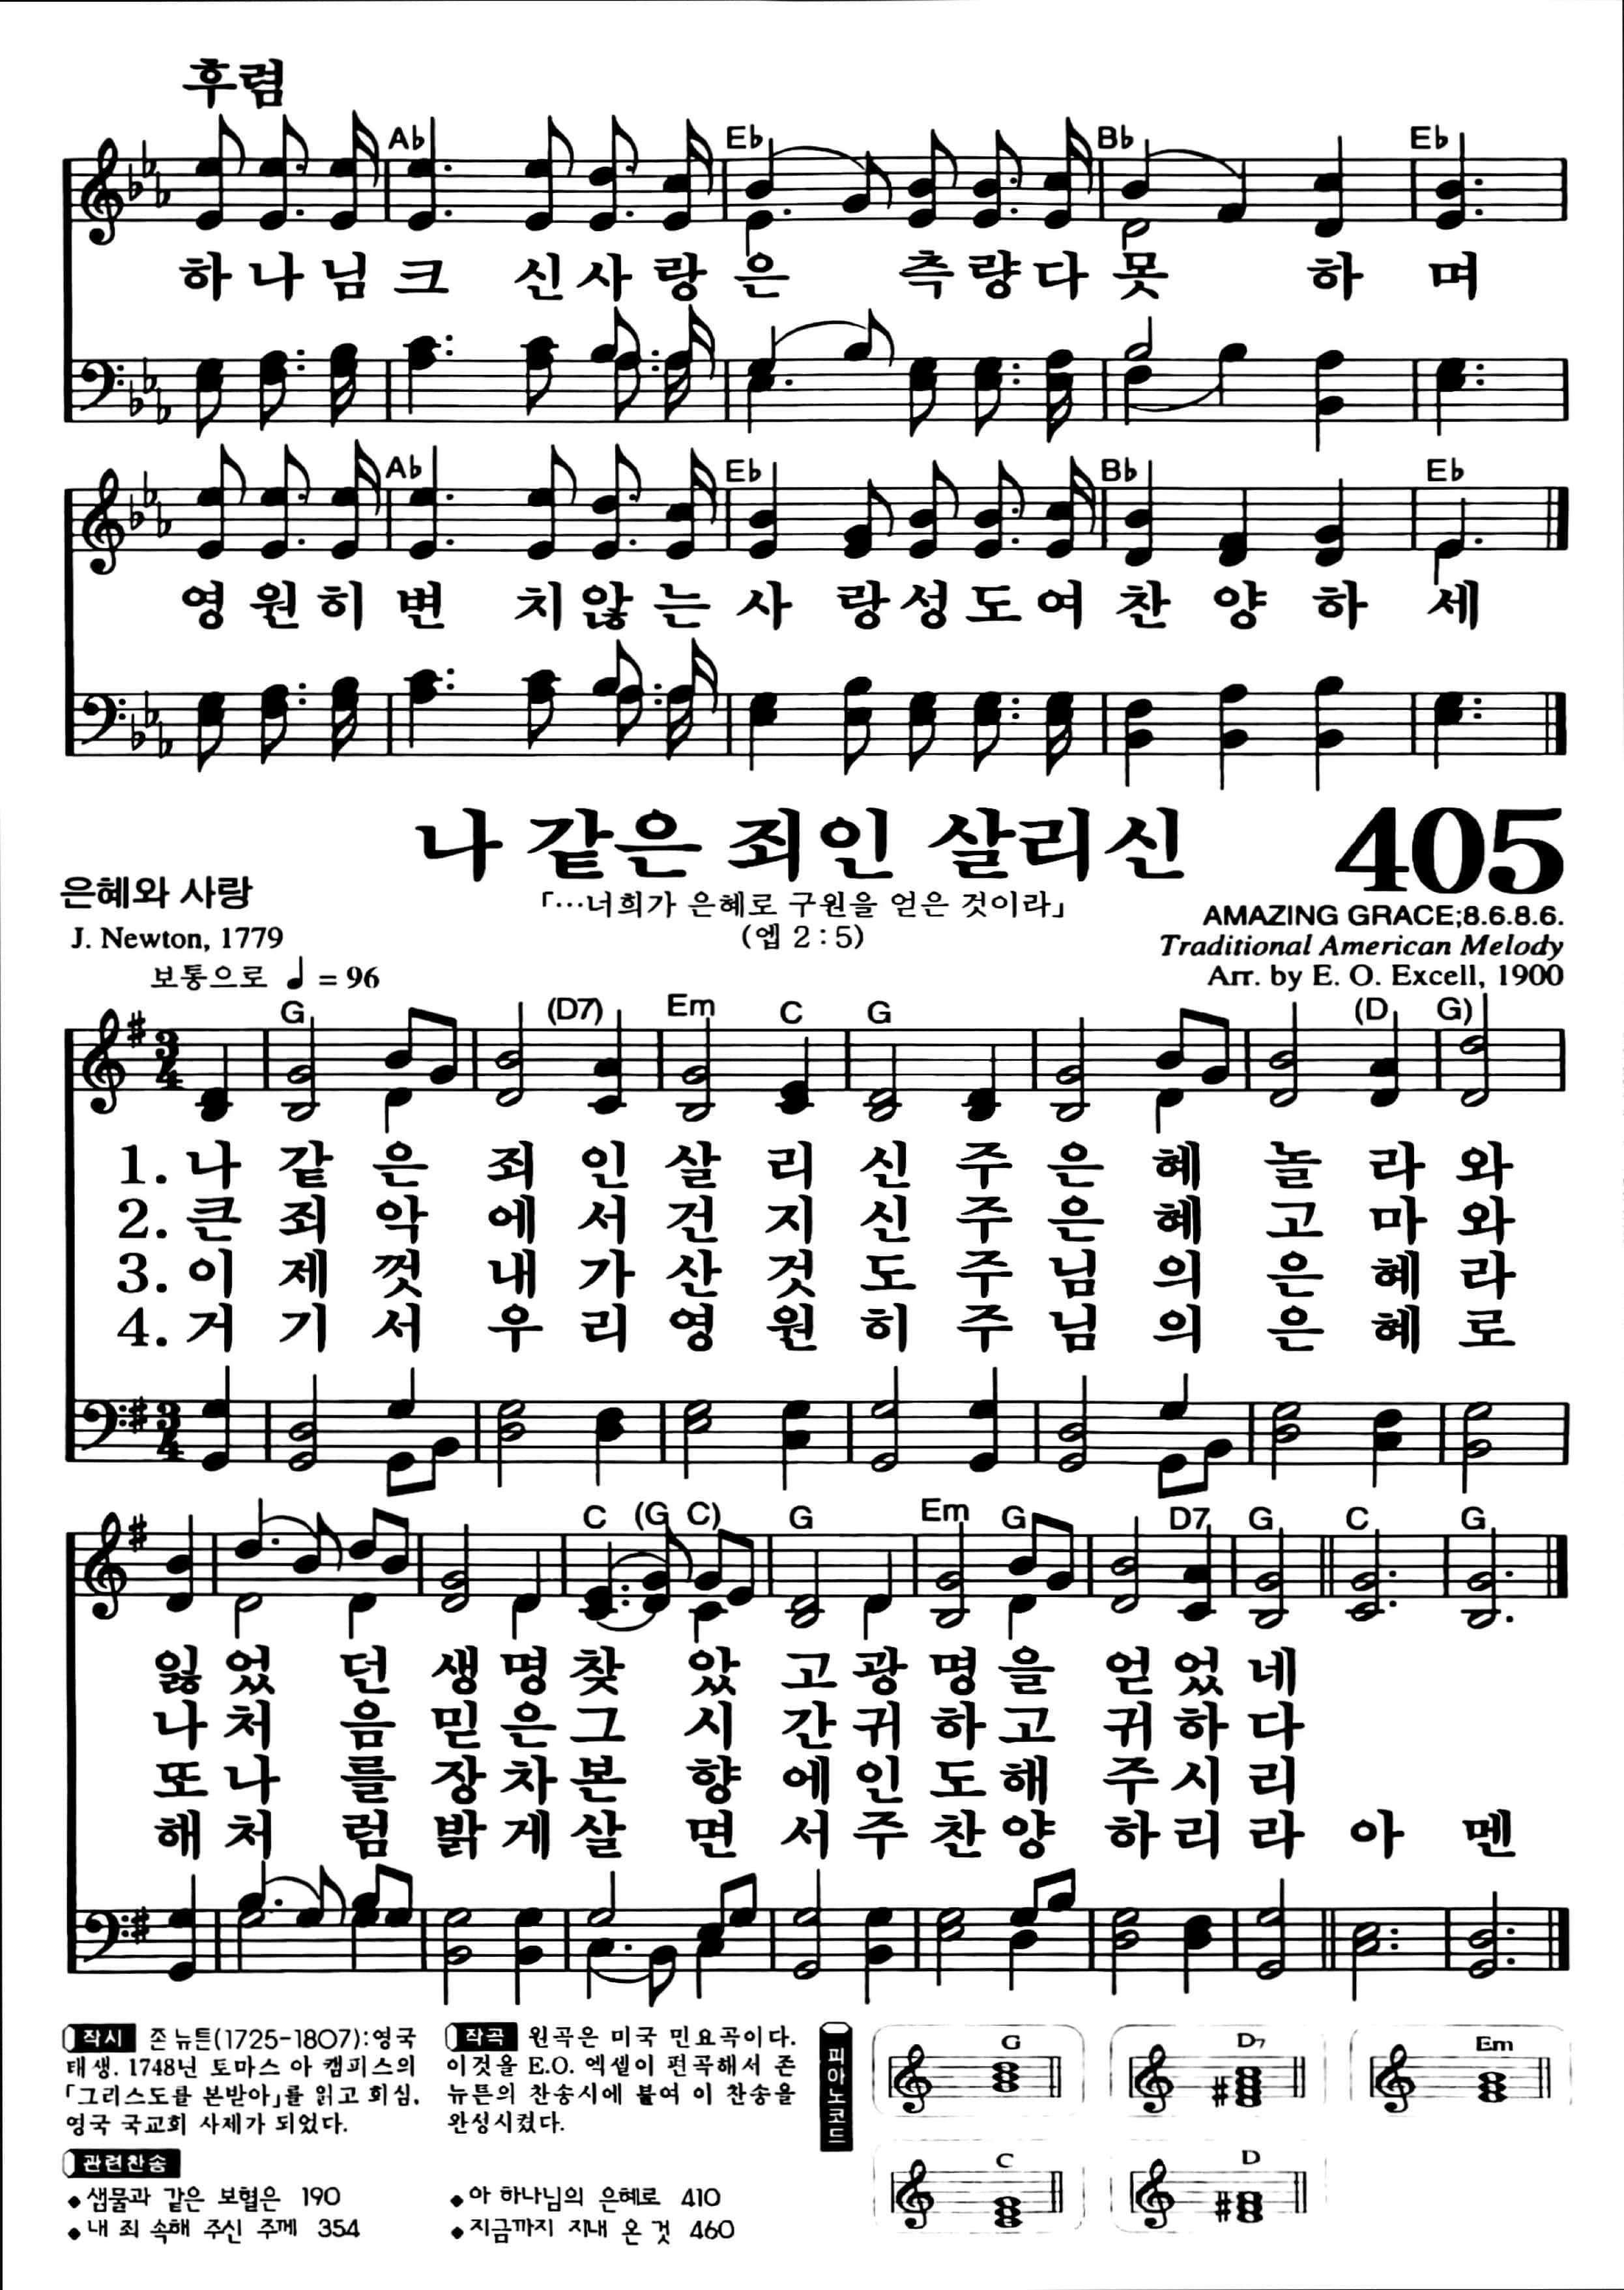 후렴
Ab Eb Bb Eb
하 나 님 크 신 사 랑 은 측 량 다 못 하 며
Ab Eb Bb Eb
영 원 히 변 치 않 는 사 랑 성 도 여 찬 양 하 세
나 같은 죄인 살리신 405
은혜와 사랑
「…너희가 은혜로 구원을 얻은 것이라」
AMAZING GRACE;8.6.8.6.
J. Newton, 1779
(엡 2 : 5)
Traditional American Melody
보통으로 ♩ = 96
Arr. by E. O. Excell, 1900
G (D7) Em C G (D G)
3/4
1. 나 같 은 죄 인 살 리 신 주 은 혜 놀 라 와
2. 큰 죄 악 에 서 건 지 신 주 은 혜 고 마 와
3. 이 제 껏 내 가 산 것 도 주 님 의 은 혜 라
4. 거 기 서 우 리 영 원 히 주 님 의 은 혜 로
3/4
C (G C) G Em G D7 G C G
잃 었 던 생 명 찾 았 고 광 명 을 얻 었 네
나 처 음 믿 은 그 시 간 귀 하 고 귀 하 다
또 나 를 장 차 본 향 에 인 도 해 주 시 리
해 처 럼 밝 게 살 면 서 주 찬 양 하 리 라 아 멘
작시 존 뉴튼(1725-1807):영국
태생. 1748년 토마스 아 캠피스의
「그리스도를 본받아」를 읽고 회심,
영국 국교회 사제가 되었다.
작곡 원곡은 미국 민요곡이다.
이것을 E.O. 엑셀이 편곡해서 존
뉴튼의 찬송시에 붙여 이 찬송을
완성시켰다.
피아노코드
G D7 Em
C D
관련찬송
◆샘물과 같은 보혈은 190
◆내 죄 속해 주신 주께 354
◆아 하나님의 은혜로 410
◆지금까지 지내 온 것 460